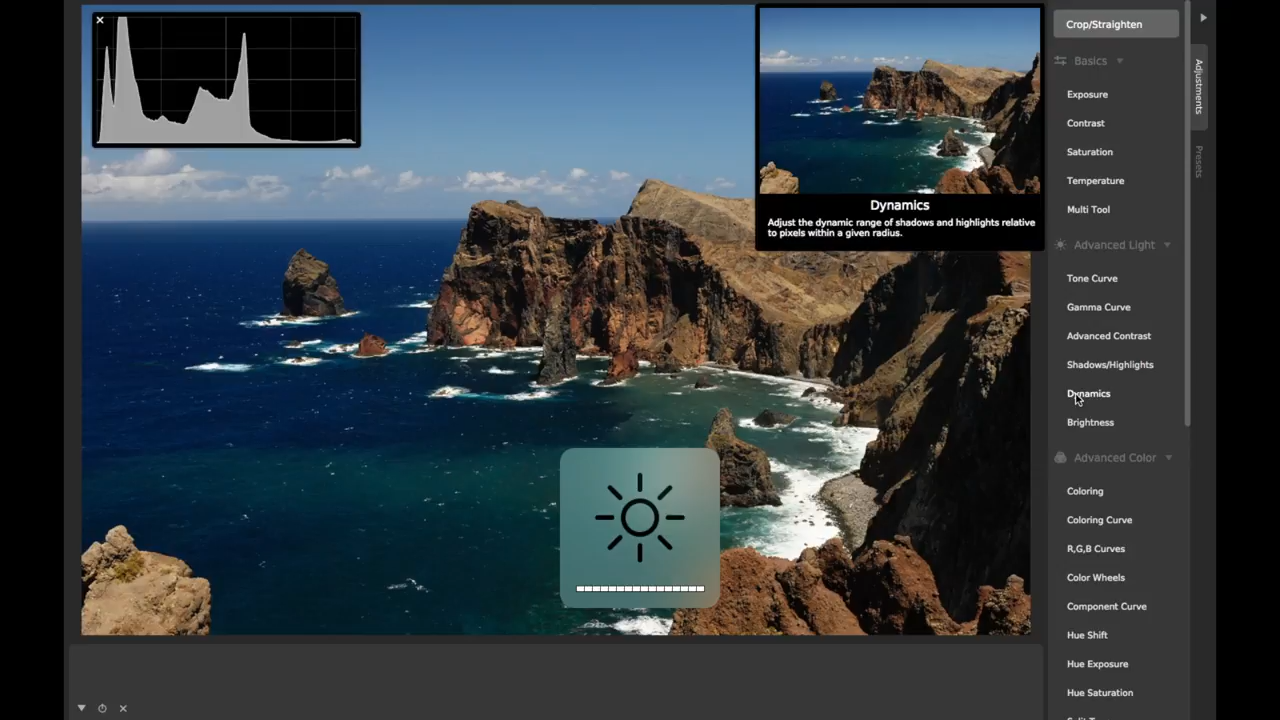 Crop/Straighten
Basics
Exposure
Contrast
Saturation
Temperature
Multi Tool
Advanced Light
Tone Curve
Gamma Curve
Advanced Contrast
Shadows/Highlights
Dynamics
Brightness
Advanced Color
Coloring
Coloring Curve
R,G,B Curves
Color Wheels
Component Curve
Hue Shift
Hue Exposure
Hue Saturation
Adjustments
Presets
Dynamics
Adjust the dynamic range of shadows and highlights relative
to pixels within a given radius.